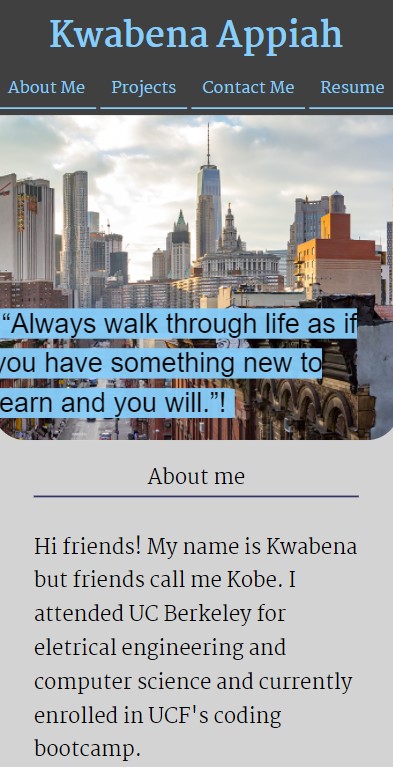 Kwabena Appiah
About Me Projects Contact Me Resume
“Always walk through life as if
you have something new to
earn and you will.”!
About me
Hi friends! My name is Kwabena
but friends call me Kobe. I
attended UC Berkeley for
eletrical engineering and
computer science and currently
enrolled in UCF's coding
bootcamp.